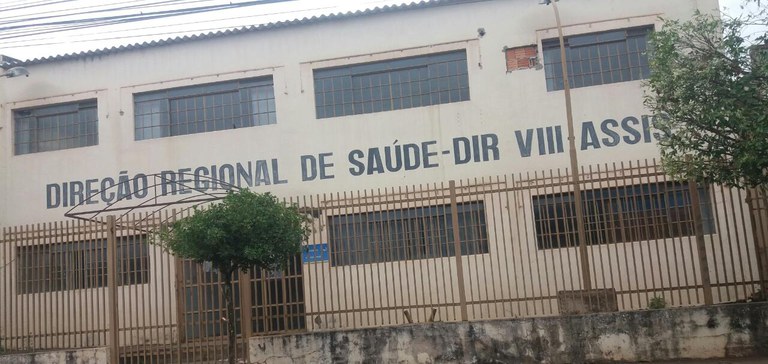 DIREÇÃO REGIONAL DE SAÚDE-DIR VIII ASSIS